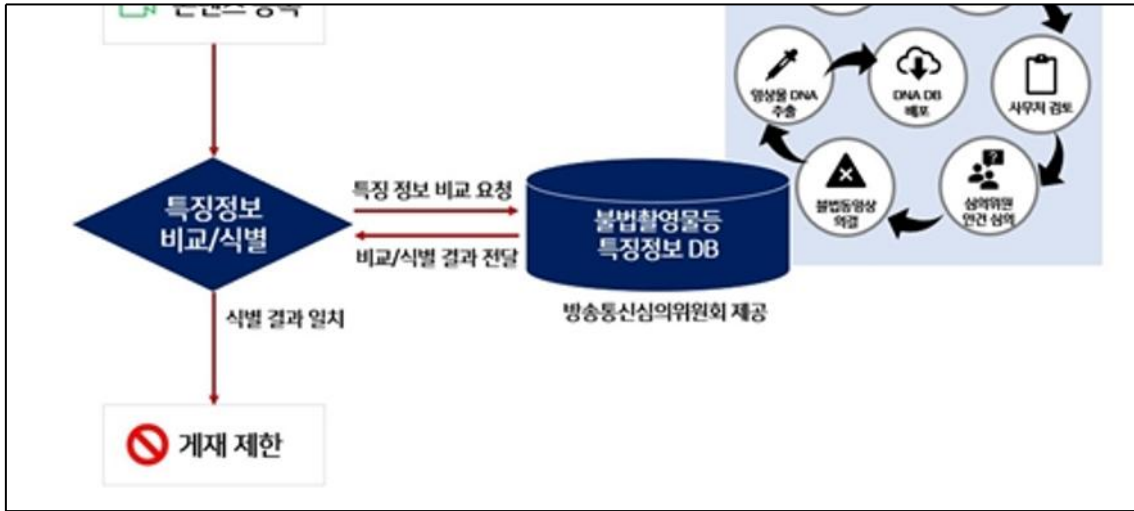 특징정보
비교/식별
특징 정보 비교 요청
비교/식별 결과 전달
불법촬영물등
특징정보 DB
방송통신심의위원회 제공
식별 결과 일치
게재 제한
영상물 DNA
추출
DNA DB
배포
사무처 검토
불법동영상
의결
심의위원
안건 심의